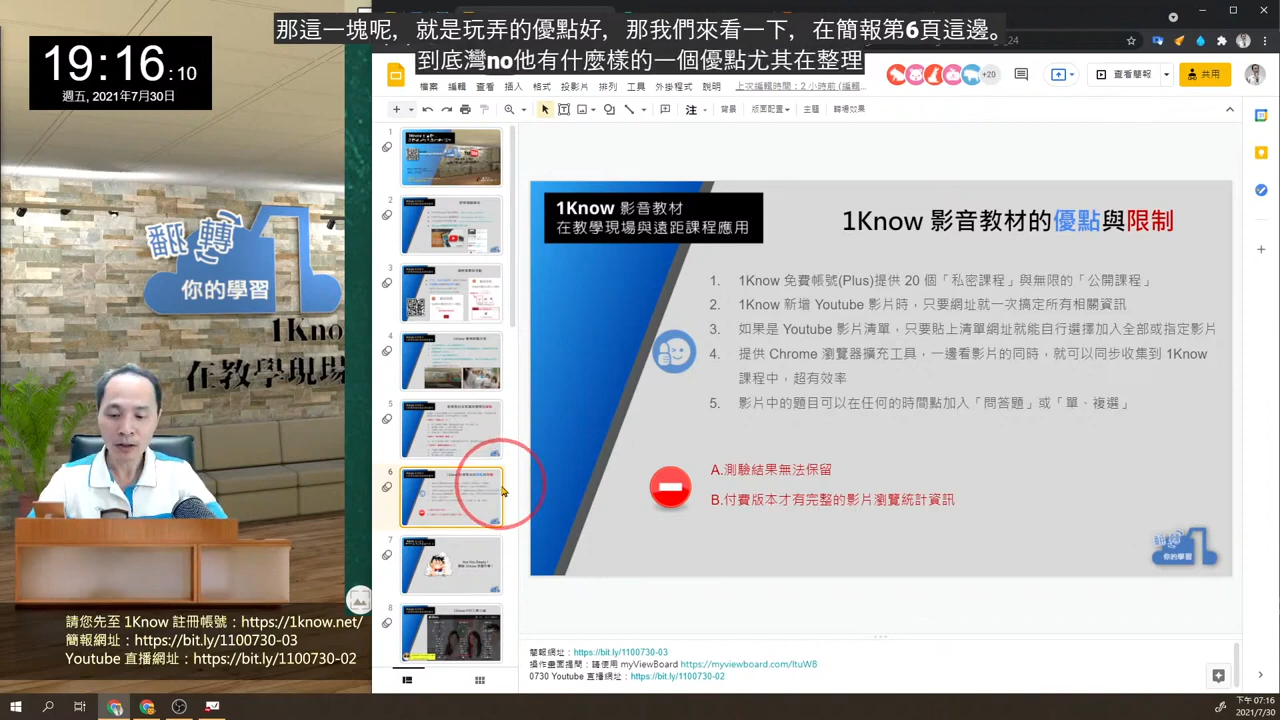 那這一塊呢，就是玩弄的優點好，那我們來看一下，在簡報第6頁這邊。
到底灣no他有什麼樣的一個優點尤其在整理
19:16:10
週五, 2021年7月30日
翻轉
你的學習
1Kno
在教學現場
請您先至 1Know 註冊帳號：https://1know.net/
簡報網址：https://bit.ly/1100730-03
Youtube 直播網址：https://bit.ly/1100730-02
_24
檔案 編輯 查看 插入 格式 投影片 排列 工具 外掛程式 說明 上次編輯時間：2 小時前 (編輯...
+20
查看簡報
共用
注
背景 版面配置 主題 轉場效果
1
2
3
4
5
6
7
8
1Know 影音教材
在教學現場與遠距課程應用
1Know 影音教材的優點與限制
1Know 免費帳號(Plus)提供 20 個「私密課程」與無限的「公開課程」
1Know 新增 Youtube 影片時，只要網址就一次搞定所有相關資訊
3. 如果是 Youtube 影片清單，只要貼上清單網址就能自行選擇加入全部或指定影片
提供 Chrome 瀏覽器擴充工具，一邊看影片的同時，就可以同步收集到 1Know
課程中，超有效率
5. 影片中的題目可以在任何的時間點加入「問答題」或「單、複選
A.測驗結果無法保留
B.付費版本才有完整的影片瀏覽統計資訊
翻轉
你的學習
簡報網址：https://bit.ly/1100730-03
操作畫面提問：請使用 myViewBoard https://myviewboard.com/ltuWB
0730 Youtube 直播網址：https://bit.ly/1100730-02
下午 07:16
2021/7/30